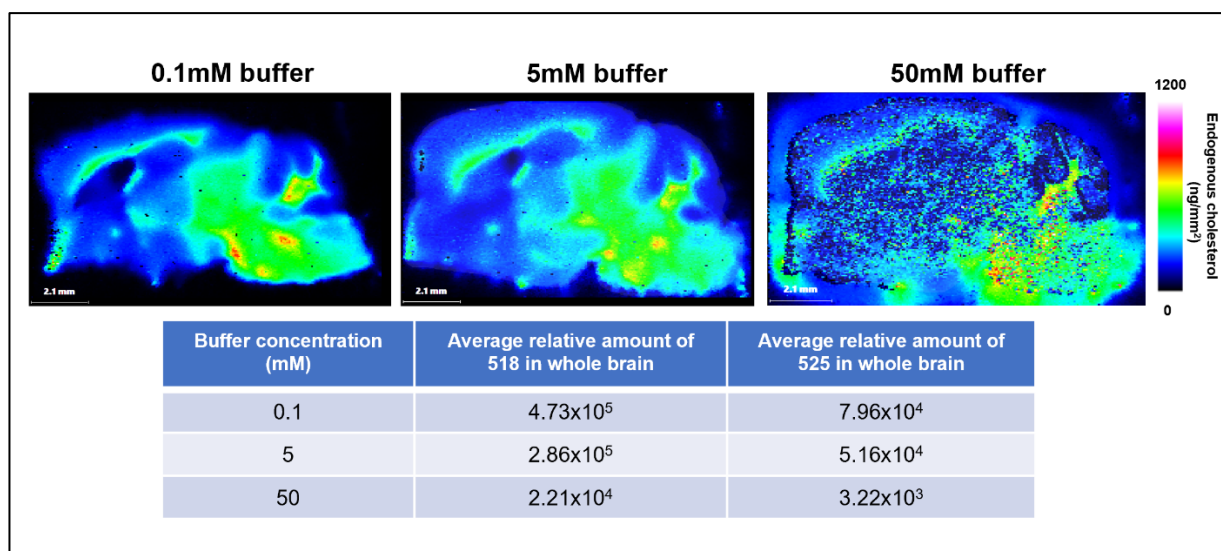 0.1mM buffer
5mM buffer
50mM buffer
1200
Endogenous cholesterol
(ng/mm²)
0
2.1 mm
2.1 mm
2.1 mm
Buffer concentration
(mM)
Average relative amount of
518 in whole brain
Average relative amount of
525 in whole brain
0.1
4.73x10⁵
7.96x10⁴
5
2.86x10⁵
5.16x10⁴
50
2.21x10⁴
3.22x10³